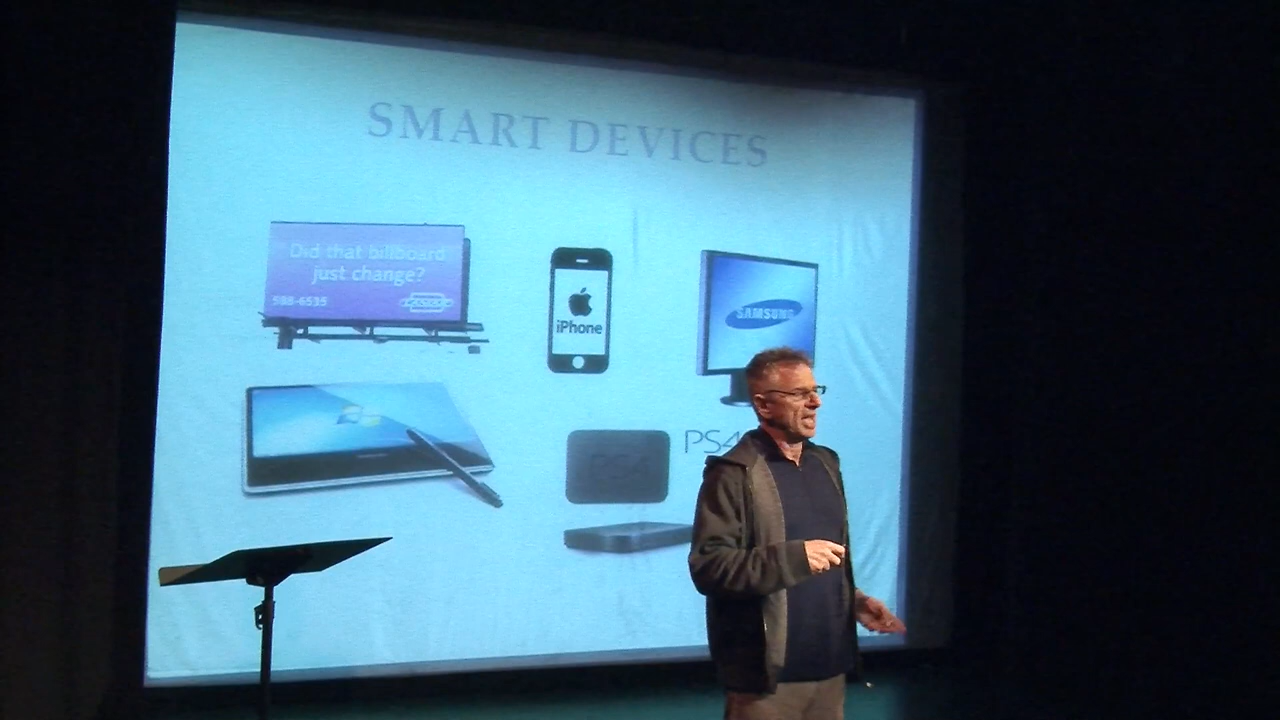 SMART DEVICES
Did that billboard
just change?
588-6535
iPhone
SAMSUNG
PS4
PS4